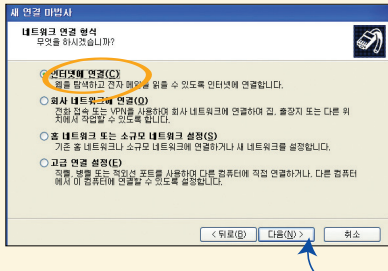 새 연결 마법사
네트워크 연결 형식
무엇을 하시겠습니까?
인터넷에 연결(C)
웹을 탐색하고 전자 메일을 읽을 수 있도록 인터넷에 연결합니다.
회사 네트워크에 연결(O)
전화 접속 또는 VPN을 사용하여 회사 네트워크에 연결하여 집, 출장지 또는 다른 위
치에서 작업할 수 있도록 합니다.
홈 네트워크 또는 소규모 네트워크 설정(S)
기존 홈 네트워크나 소규모 네트워크에 연결하거나 새 네트워크를 설정합니다.
고급 연결 설정(E)
직렬, 병렬 또는 적외선 포트를 사용하여 다른 컴퓨터에 직접 연결하거나, 다른 컴퓨터
에서 이 컴퓨터에 연결할 수 있도록 설정합니다.
< 뒤로(B) 다음(N) > 취소